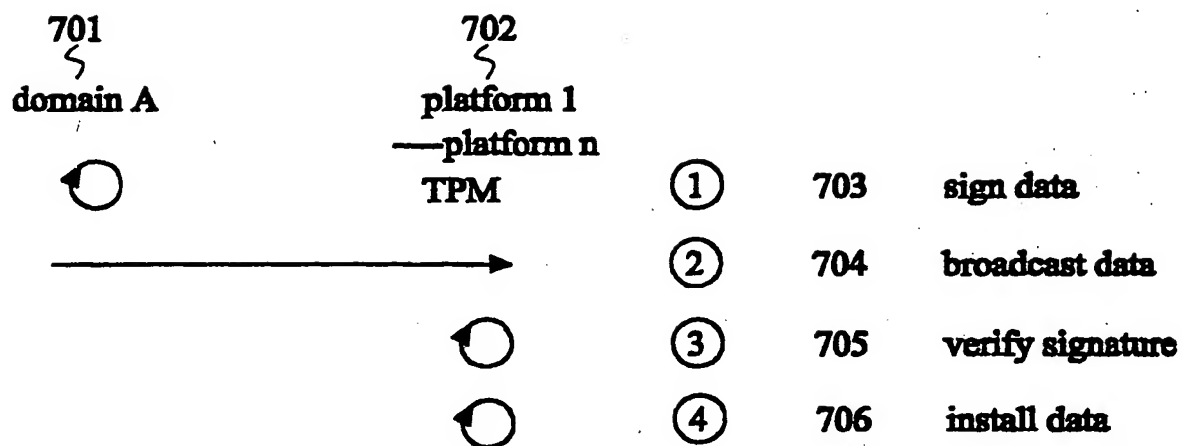 701 702
domain A platform 1
—platform n
TPM 1 703 sign data
2 704 broadcast data
3 705 verify signature
4 706 install data